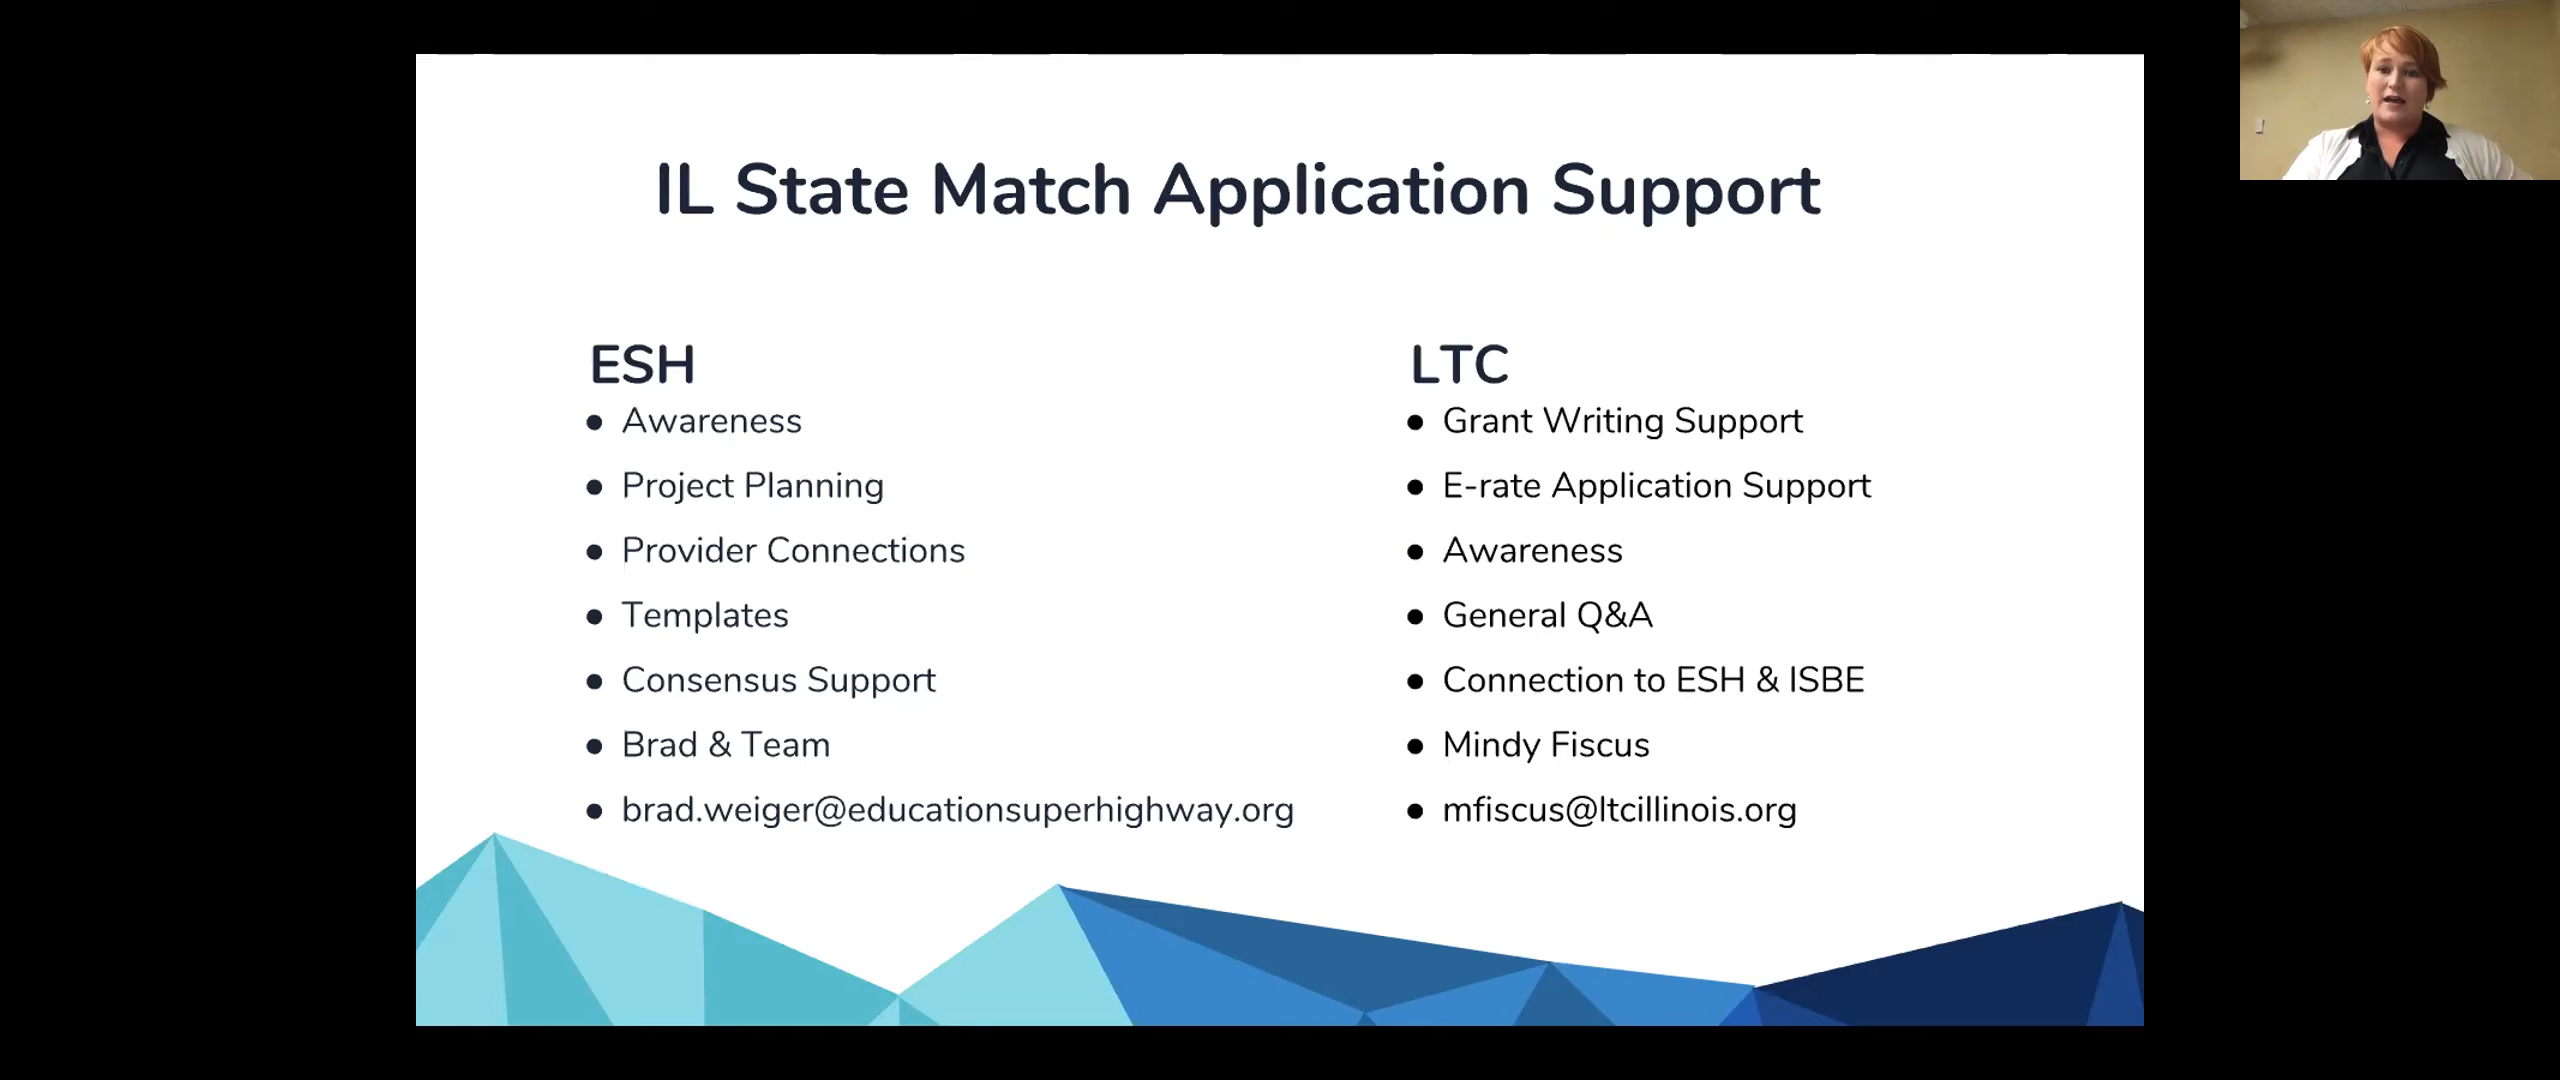 IL State Match Application Support
ESH
● Awareness
● Project Planning
● Provider Connections
● Templates
● Consensus Support
● Brad & Team
● brad.weiger@educationsuperhighway.org
LTC
● Grant Writing Support
● E-rate Application Support
● Awareness
● General Q&A
● Connection to ESH & ISBE
● Mindy Fiscus
● mfiscus@ltcillinois.org